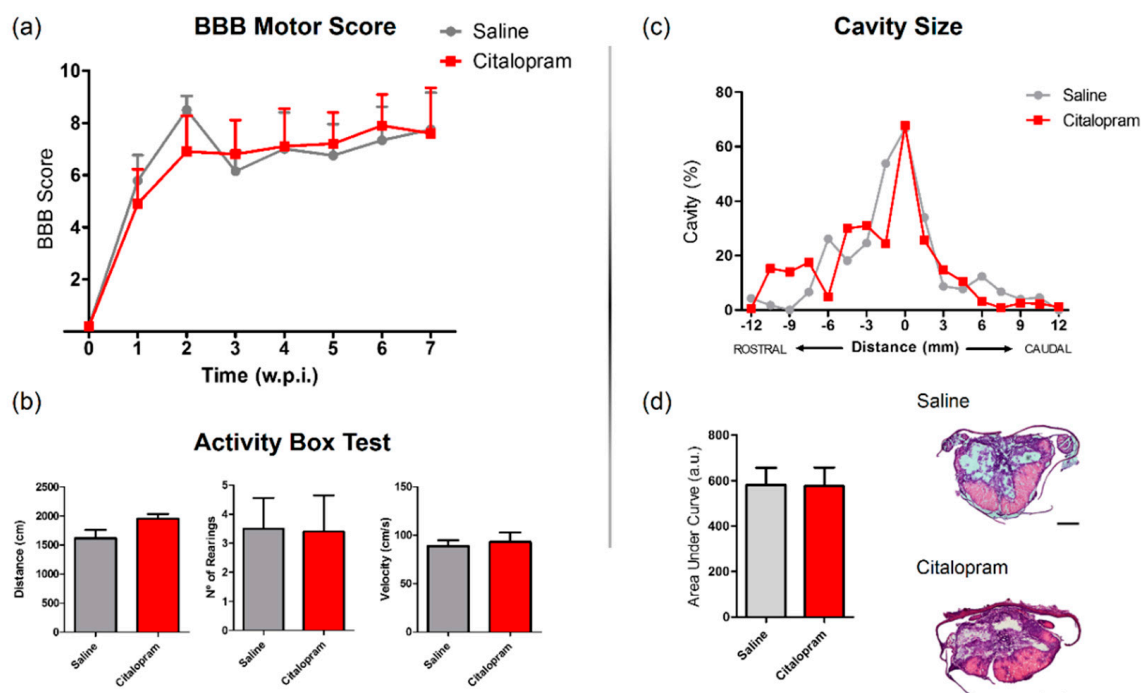 (a)
BBB Motor Score
Saline
Citalopram
10
8
6
4
2
BBB Score
0 1 2 3 4 5 6 7
Time (w.p.i.)
(b)
Activity Box Test
2500
2000
1500
1000
500
0
Distance (cm)
Saline
Citalopram
5
4
3
2
1
0
Nº of Rearings
Saline
Citalopram
150
100
50
0
Velocity (cm/s)
Saline
Citalopram
(c)
Cavity Size
Saline
Citalopram
80
60
40
20
0
Cavity (%)
-12 -9 -6 -3 0 3 6 9 12
ROSTRAL Distance (mm) CAUDAL
(d)
800
600
400
200
0
Area Under Curve (a.u.)
Saline
Citalopram
Saline
Citalopram